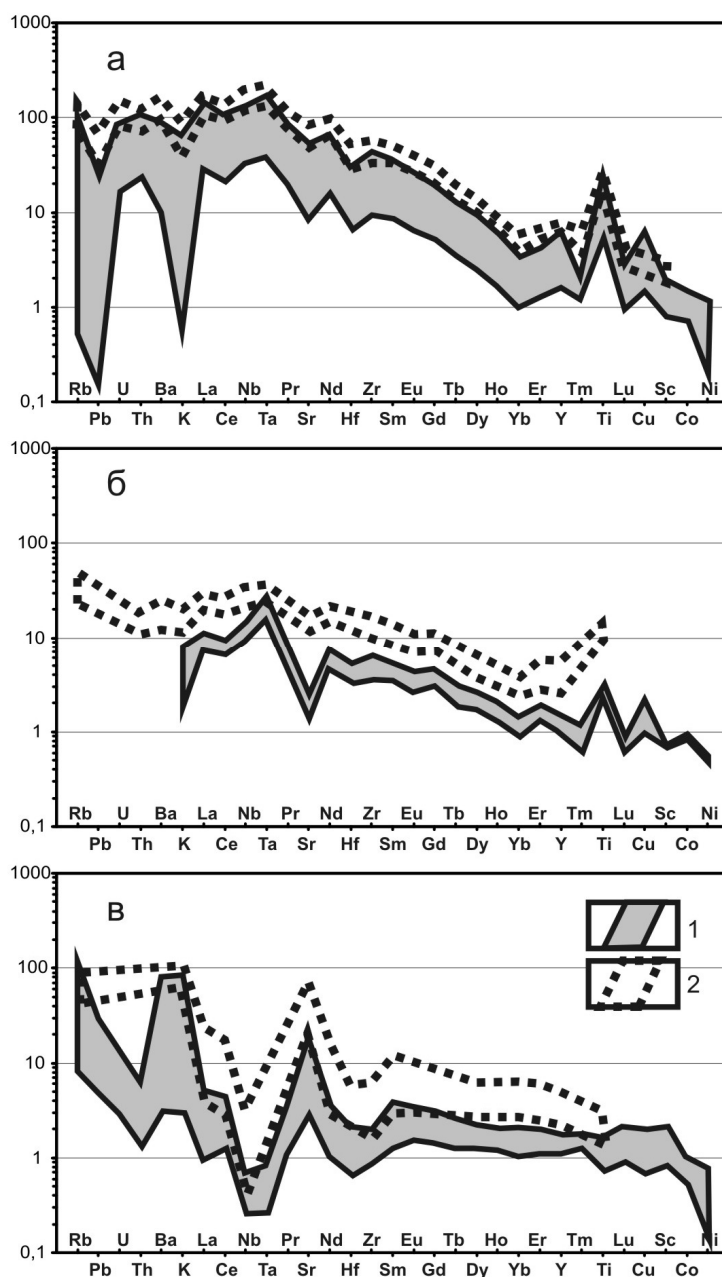 1000
а
100
10
1
Rb U Ba La Nb Pr Nd Zr Eu Tb Ho Er Tm Lu Sc Ni
0,1
Pb Th K Ce Ta Sr Hf Sm Gd Dy Yb Y Ti Cu Co
1000
б
100
10
1
Rb U Ba La Nb Pr Nd Zr Eu Tb Ho Er Tm Lu Sc Ni
0,1
Pb Th K Ce Ta Sr Hf Sm Gd Dy Yb Y Ti Cu Co
1000
в
1
100
2
10
1
Rb U Ba La Nb Pr Nd Zr Eu Tb Ho Er Tm Lu Sc Ni
0,1
Pb Th K Ce Ta Sr Hf Sm Gd Dy Yb Y Ti Cu Co